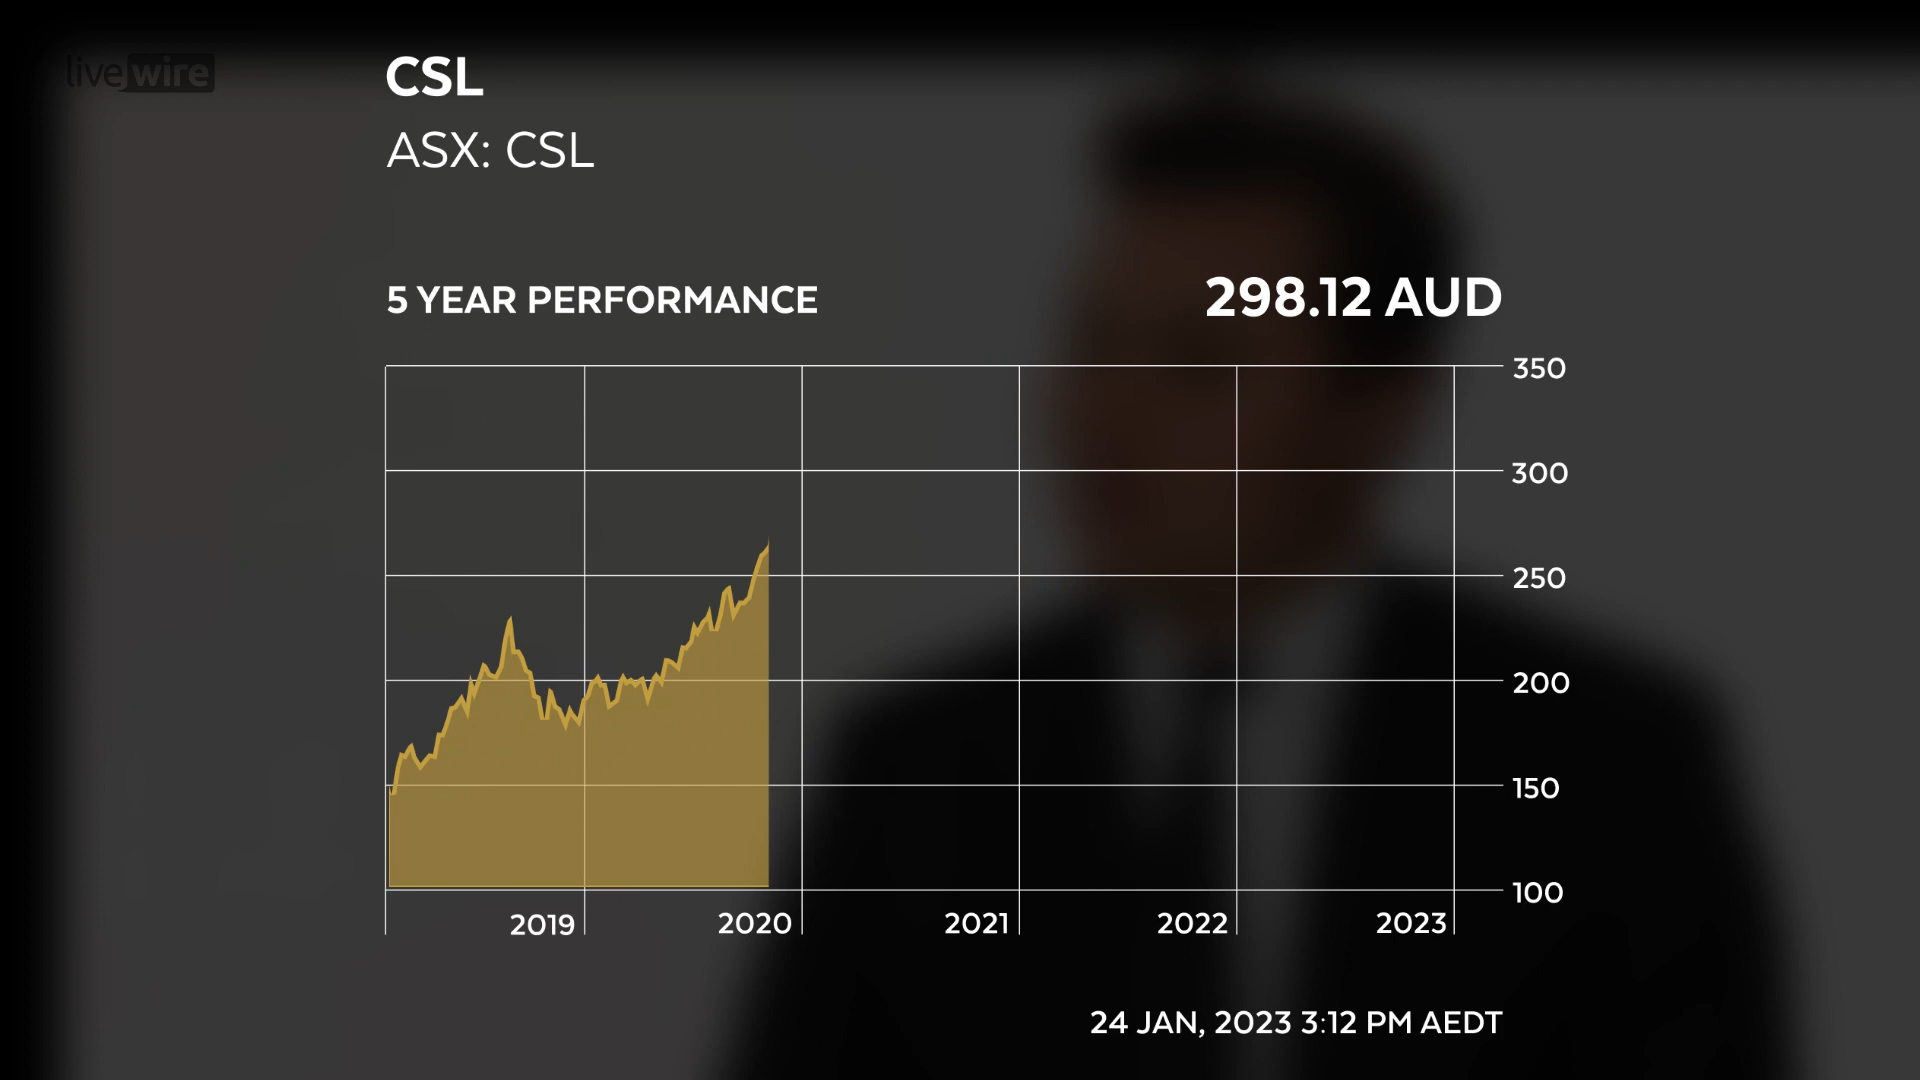 livewire
CSL
ASX: CSL
5 YEAR PERFORMANCE
298.12 AUD
350
300
250
200
150
100
2019
2020
2021
2022
2023
24 JAN, 2023 3:12 PM AEDT